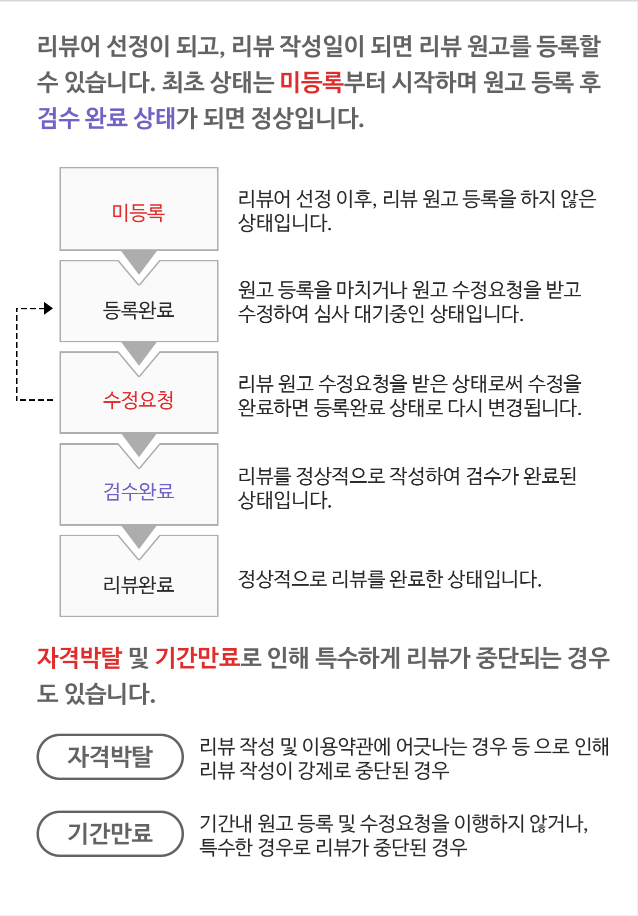 리뷰어 선정이 되고, 리뷰 작성일이 되면 리뷰 원고를 등록할
수 있습니다. 최초 상태는 미등록부터 시작하며 원고 등록 후
검수 완료 상태가 되면 정상입니다.
미등록
리뷰어 선정 이후, 리뷰 원고 등록을 하지 않은
상태입니다.
등록완료
원고 등록을 마치거나 원고 수정요청을 받고
수정하여 심사 대기중인 상태입니다.
수정요청
리뷰 원고 수정요청을 받은 상태로써 수정을
완료하면 등록완료 상태로 다시 변경됩니다.
검수완료
리뷰를 정상적으로 작성하여 검수가 완료된
상태입니다.
리뷰완료
정상적으로 리뷰를 완료한 상태입니다.
자격박탈 및 기간만료로 인해 특수하게 리뷰가 중단되는 경우
도 있습니다.
자격박탈
리뷰 작성 및 이용약관에 어긋나는 경우 등 으로 인해
리뷰 작성이 강제로 중단된 경우
기간만료
기간내 원고 등록 및 수정요청을 이행하지 않거나,
특수한 경우로 리뷰가 중단된 경우